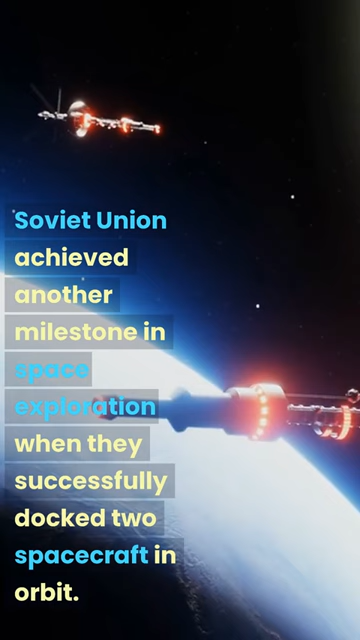 Soviet Union
achieved
another
milestone in
space
exploration
when they
successfully
docked two
spacecraft in
orbit.